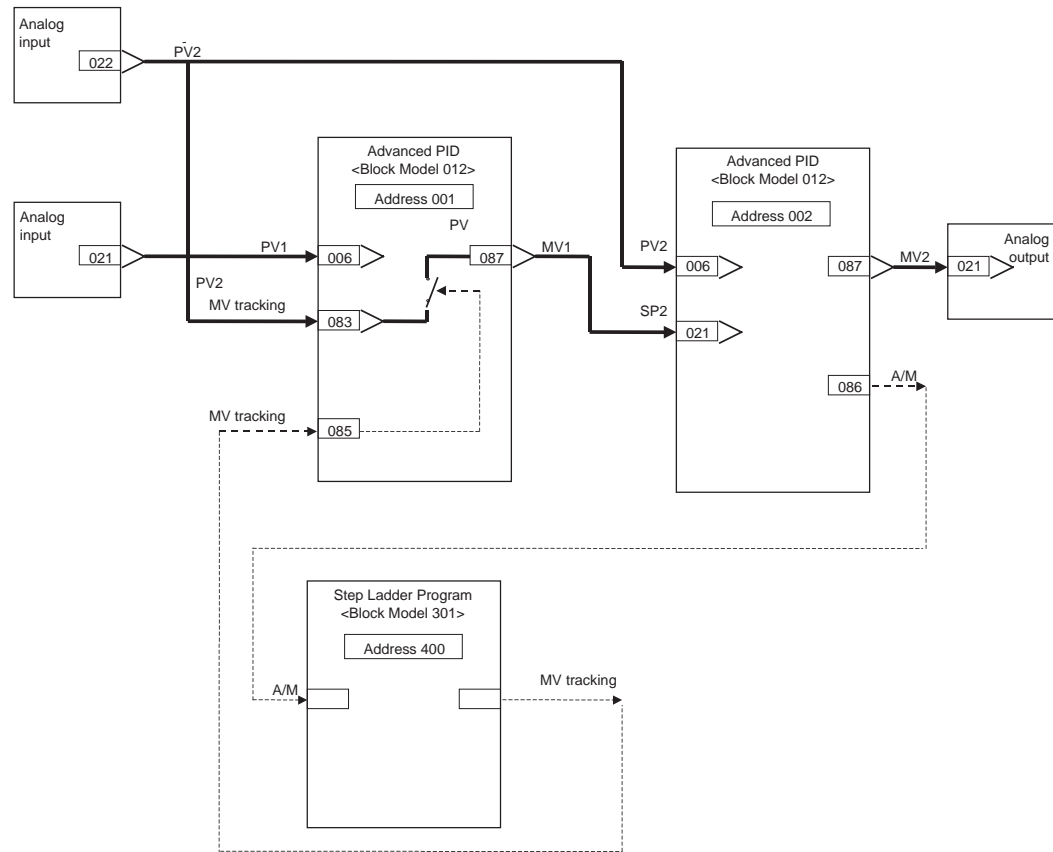 Analog
input
022
PV2
Analog
input
021
PV1
PV2
MV tracking
MV tracking
Advanced PID
<Block Model 012>
Address 001
PV
006
087
083
085
MV1
PV2
SP2
Advanced PID
<Block Model 012>
Address 002
006
087
021
086
MV2
A/M
Analog
output
021
Step Ladder Program
<Block Model 301>
Address 400
A/M
MV tracking